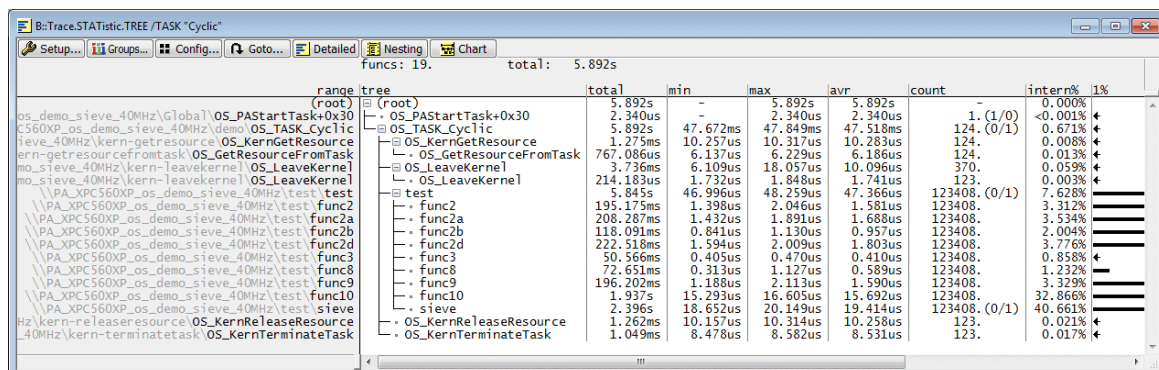 B::Trace.STATistic.TREE /TASK "Cyclic"
Setup... Groups... Config... Goto... Detailed Nesting Chart
funcs: 19. total: 5.892s
range tree total min max avr count intern% 1%
(root) (root) 5.892s - 5.892s 5.892s - 0.000%
os_demo_sieve_40MHz\Global\OS_PAStartTask+0x30 OS_PAStartTask+0x30 2.340us - 2.340us 2.340us 1.(1/0) <0.001%
C560XP_os_demo_sieve_40MHz\demo\OS_TASK_Cyclic OS_TASK_Cyclic 5.892s 47.672ms 47.849ms 47.518ms 124.(0/1) 0.671%
ieve_40MHz\kern-getresource\OS_KernGetResource OS_KernGetResource 1.275ms 10.257us 10.317us 10.283us 124. 0.008%
ern-getresourcefromtask\OS_GetResourceFromTask OS_GetResourceFromTask 767.086us 6.137us 6.229us 6.186us 124. 0.013%
mo_sieve_40MHz\kern-leavekernel\OS_LeaveKernel OS_LeaveKernel 3.736ms 6.109us 18.057us 10.096us 370. 0.059%
mo_sieve_40MHz\kern-leavekernel\OS_LeaveKernel OS_LeaveKernel 214.183us 1.732us 1.848us 1.741us 123. 0.003%
\\PA_XPC560XP_os_demo_sieve_40MHz\test\test test 5.845s 46.996ms 48.259ms 47.366ms 123408.(0/1) 7.628%
\\PA_XPC560XP_os_demo_sieve_40MHz\test\func2 func2 195.175ms 1.398us 2.046us 1.581us 123408. 3.312%
\\PA_XPC560XP_os_demo_sieve_40MHz\test\func2a func2a 208.287ms 1.432us 1.891us 1.688us 123408. 3.534%
\\PA_XPC560XP_os_demo_sieve_40MHz\test\func2b func2b 118.091ms 0.841us 1.130us 0.957us 123408. 2.004%
\\PA_XPC560XP_os_demo_sieve_40MHz\test\func2d func2d 222.518ms 1.594us 2.009us 1.803us 123408. 3.776%
\\PA_XPC560XP_os_demo_sieve_40MHz\test\func3 func3 50.566ms 0.405us 0.470us 0.410us 123408. 0.858%
\\PA_XPC560XP_os_demo_sieve_40MHz\test\func8 func8 72.651ms 0.313us 1.127us 0.589us 123408. 1.232%
\\PA_XPC560XP_os_demo_sieve_40MHz\test\func9 func9 196.202ms 1.188us 2.113us 1.590us 123408. 3.329%
\\PA_XPC560XP_os_demo_sieve_40MHz\test\func10 func10 1.937s 15.293us 16.605us 15.692us 123408. 32.866%
\\PA_XPC560XP_os_demo_sieve_40MHz\test\sieve sieve 2.396s 18.652us 20.149us 19.414us 123408.(0/1) 40.661%
Hz\kern-releaseresource\OS_KernReleaseResource OS_KernReleaseResource 1.262ms 10.157us 10.314us 10.258us 123. 0.021%
_40MHz\kern-terminatetask\OS_KernTerminateTask OS_KernTerminateTask 1.049ms 8.478us 8.582us 8.531us 123. 0.017%